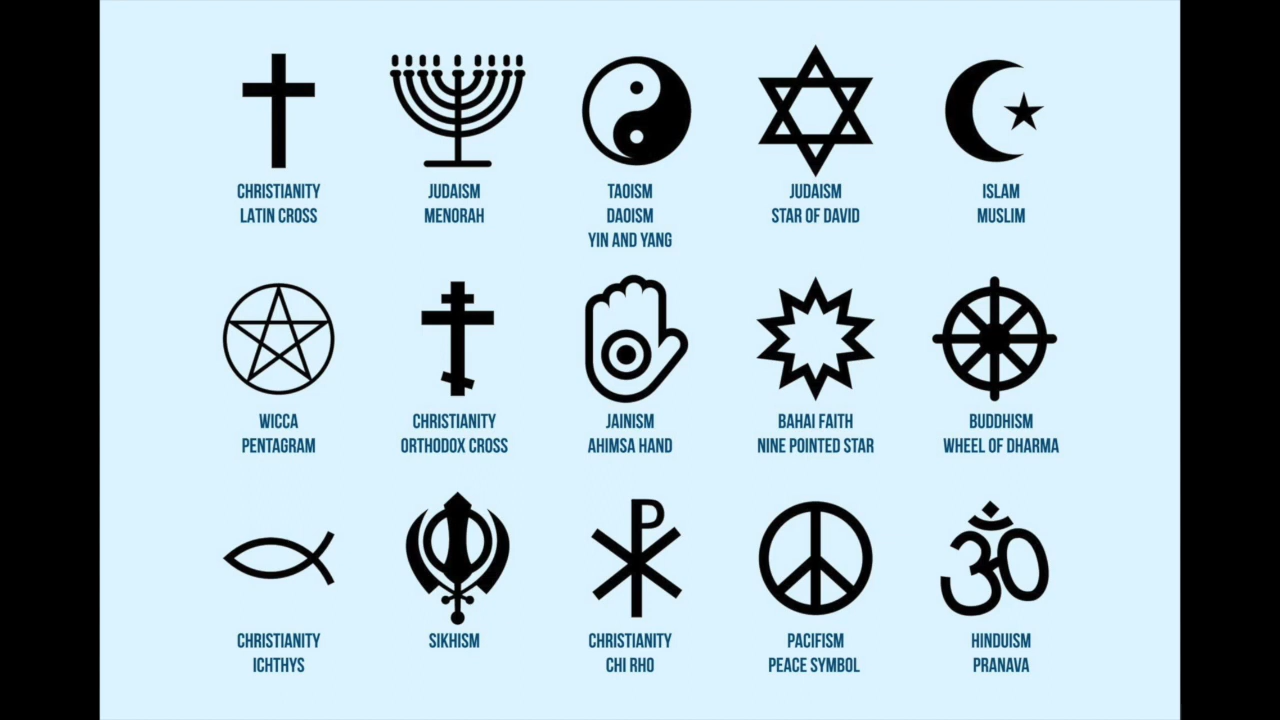 CHRISTIANITY
LATIN CROSS
JUDAISM
MENORAH
TAOISM
DAOISM
YIN AND YANG
JUDAISM
STAR OF DAVID
ISLAM
MUSLIM
WICCA
PENTAGRAM
CHRISTIANITY
ORTHODOX CROSS
JAINISM
AHIMSA HAND
BAHAI FAITH
NINE POINTED STAR
BUDDHISM
WHEEL OF DHARMA
CHRISTIANITY
ICHTHYS
SIKHISM
CHRISTIANITY
CHI RHO
PACIFISM
PEACE SYMBOL
HINDUISM
PRANAVA